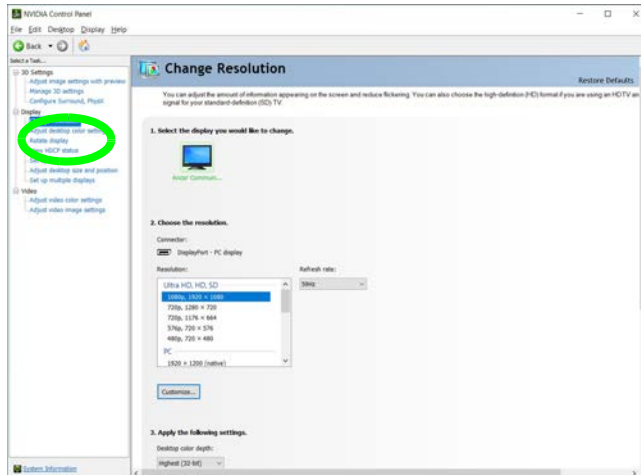 NVIDIA Control Panel
File Edit Desktop Display Help
Back
Select a Task...
3D Settings
Adjust image settings with preview
Manage 3D settings
Configure Surround, PhysX
Display
Adjust desktop color settings
Rotate display
View HDCP status
Adjust desktop size and position
Set up multiple displays
Video
Adjust video color settings
Adjust video image settings
System Information
Change Resolution
Restore Defaults
You can adjust the amount of information appearing on the screen and reduce flickering. You can also choose the high-definition (HD) format if you are using an HDTV an
signal for your standard-definition (SD) TV.
1. Select the display you would like to change.
Commun...
2. Choose the resolution.
Connector:
DisplayPort - PC display
Resolution:
Refresh rate:
Ultra HD, HD, SD
50Hz
1080p, 1920 × 1080
720p, 1280 × 720
720p, 1176 × 664
576p, 720 × 576
480p, 720 × 480
PC
1920 × 1200 (native)
Customize...
3. Apply the following settings.
Desktop color depth:
Highest (32-bit)